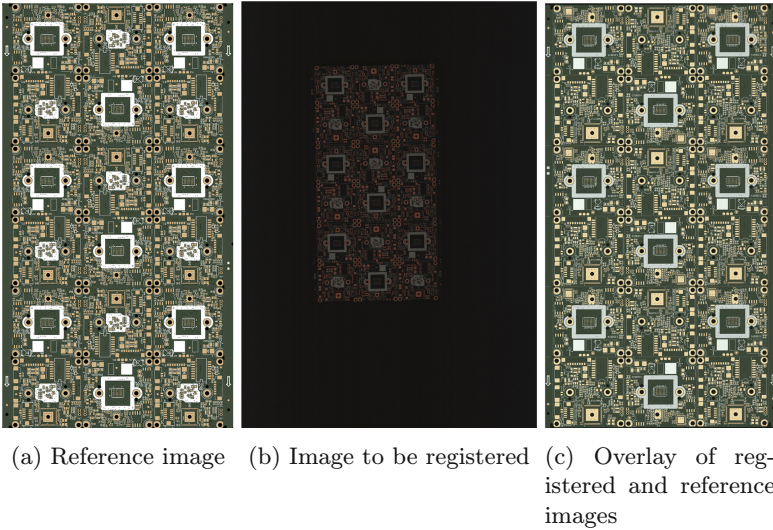 (a) Reference image
(b) Image to be registered
(c) Overlay of reg-
istered and reference
images